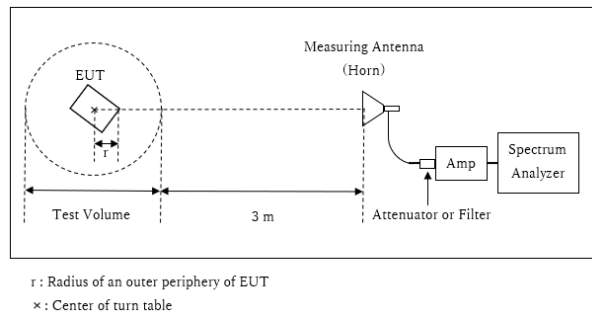 Measuring Antenna
(Horn)
EUT
r
Amp
Spectrum
Analyzer
Test Volume
3 m
Attenuator or Filter
r : Radius of an outer periphery of EUT
× : Center of turn table